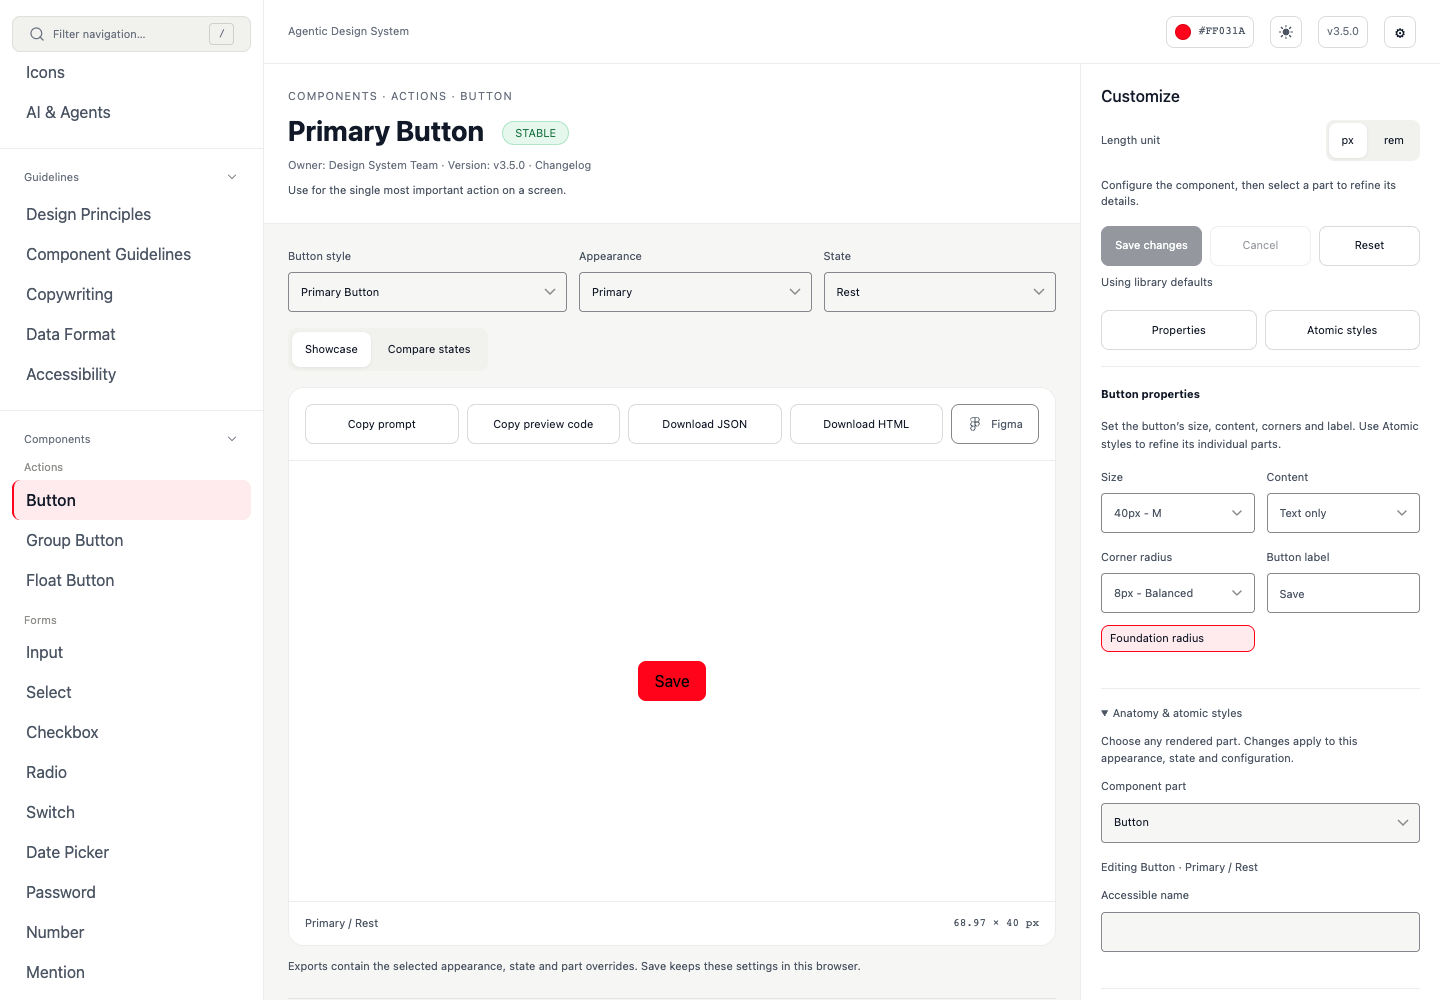 Filter navigation...
/
Icons
AI & Agents
Guidelines
Design Principles
Component Guidelines
Copywriting
Data Format
Accessibility
Components
Actions
Button
Group Button
Float Button
Forms
Input
Select
Checkbox
Radio
Switch
Date Picker
Password
Number
Mention
Agentic Design System
#FF031A
v3.5.0
COMPONENTS · ACTIONS · BUTTON
Primary Button
STABLE
Owner: Design System Team · Version: v3.5.0 · Changelog
Use for the single most important action on a screen.
Button style
Appearance
State
Primary Button
Primary
Rest
Showcase
Compare states
Copy prompt
Copy preview code
Download JSON
Download HTML
Figma
Save
Primary / Rest
68.97 × 40 px
Exports contain the selected appearance, state and part overrides. Save keeps these settings in this browser.
Customize
Length unit
px
rem
Configure the component, then select a part to refine its
details.
Save changes
Cancel
Reset
Using library defaults
Properties
Atomic styles
Button properties
Set the button's size, content, corners and label. Use Atomic
styles to refine its individual parts.
Size
Content
40px - M
Text only
Corner radius
Button label
8px - Balanced
Save
Foundation radius
Anatomy & atomic styles
Choose any rendered part. Changes apply to this
appearance, state and configuration.
Component part
Button
Editing Button · Primary / Rest
Accessible name